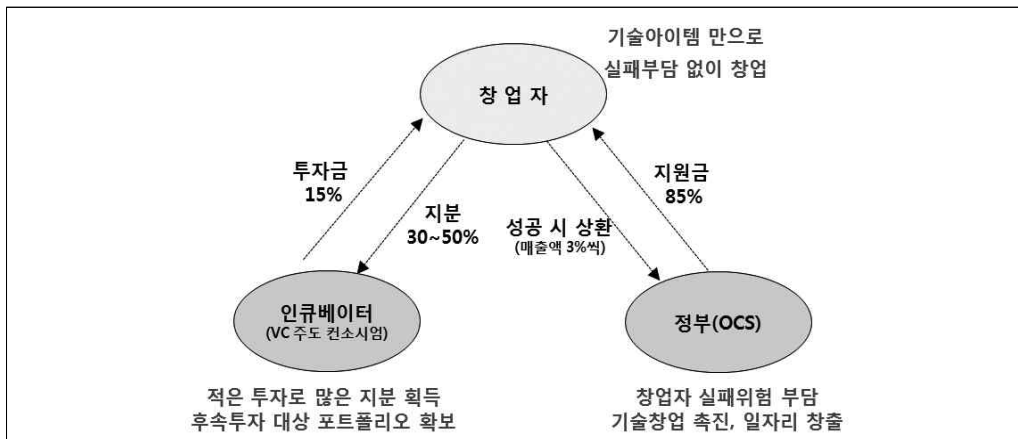 기술아이템 만으로
실패부담 없이 창업
창 업 자
투자금
15%
지분
30~50%
성공 시 상환
(매출액 3%씩)
지원금
85%
인큐베이터
(VC 주도 컨소시엄)
정부(OCS)
적은 투자로 많은 지분 획득
후속투자 대상 포트폴리오 확보
창업자 실패위험 부담
기술창업 촉진, 일자리 창출